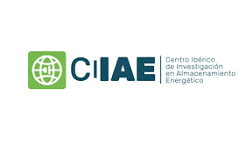 CIIAE
Centro Ibérico
de Investigación
en Almacenamiento
Energético